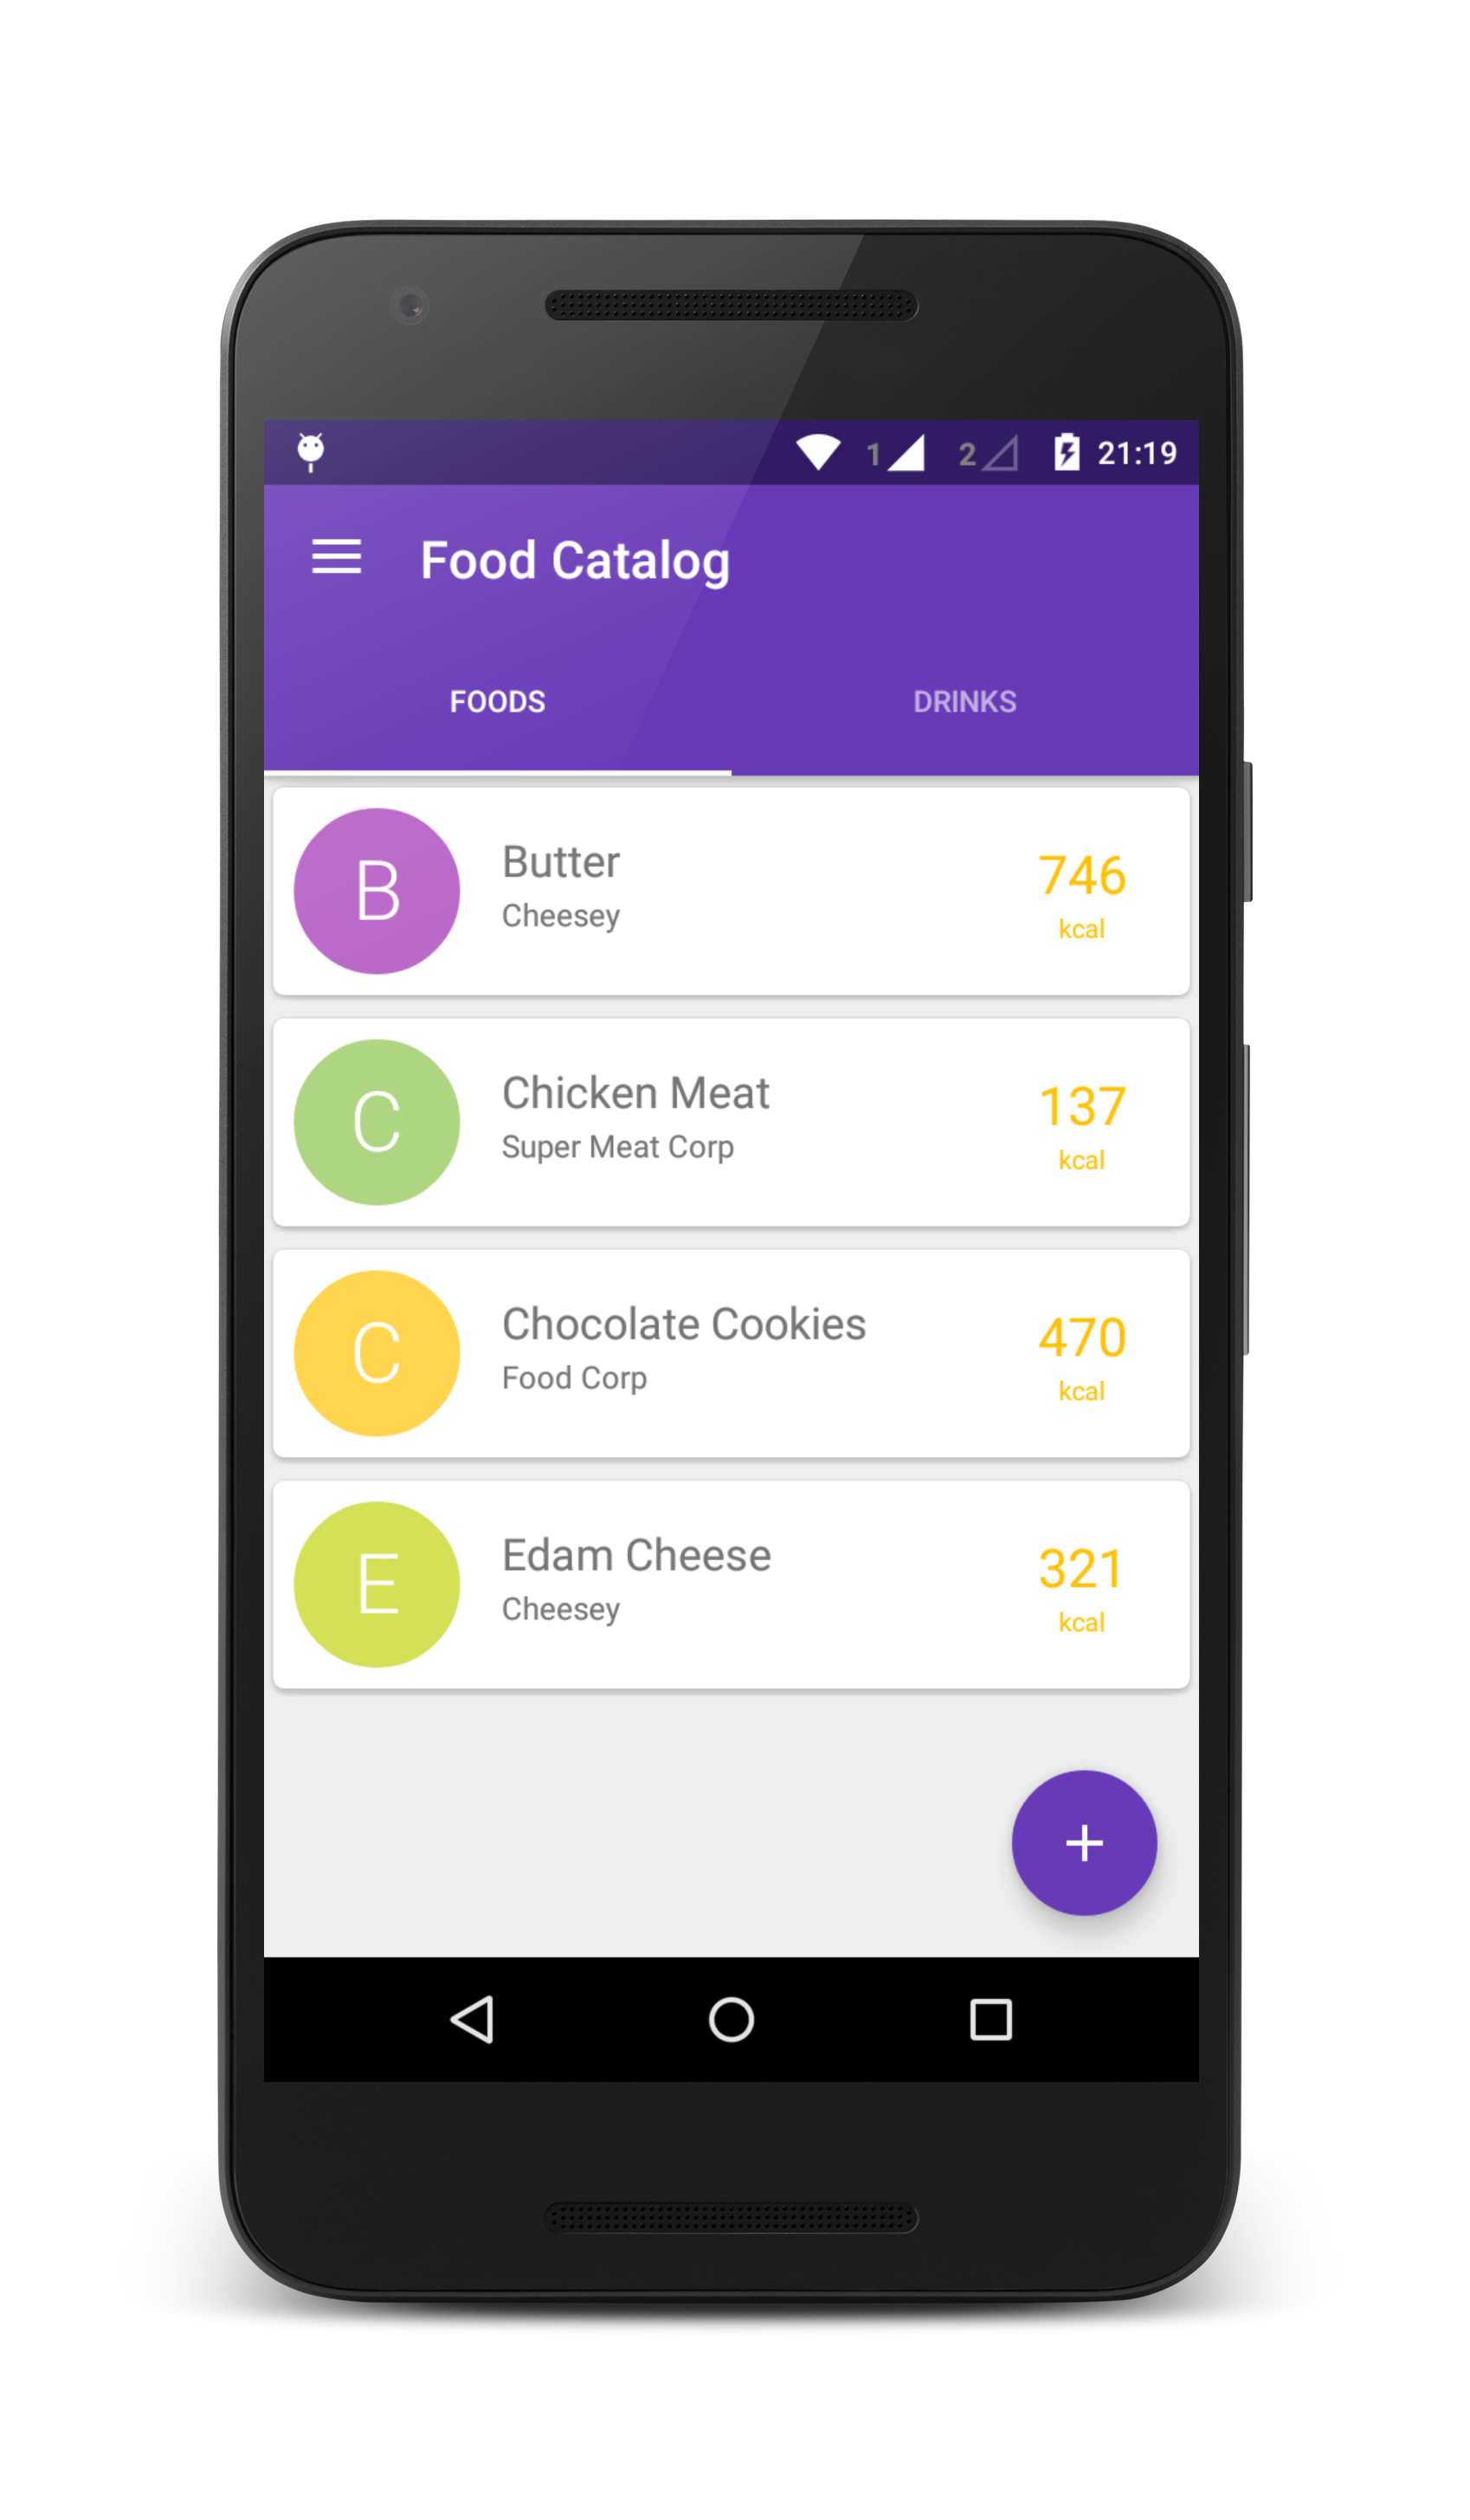 1 2 21:19
Food Catalog
FOODS DRINKS
B
Butter
Cheesey
746
kcal
C
Chicken Meat
Super Meat Corp
137
kcal
C
Chocolate Cookies
Food Corp
470
kcal
E
Edam Cheese
Cheesey
321
kcal
+